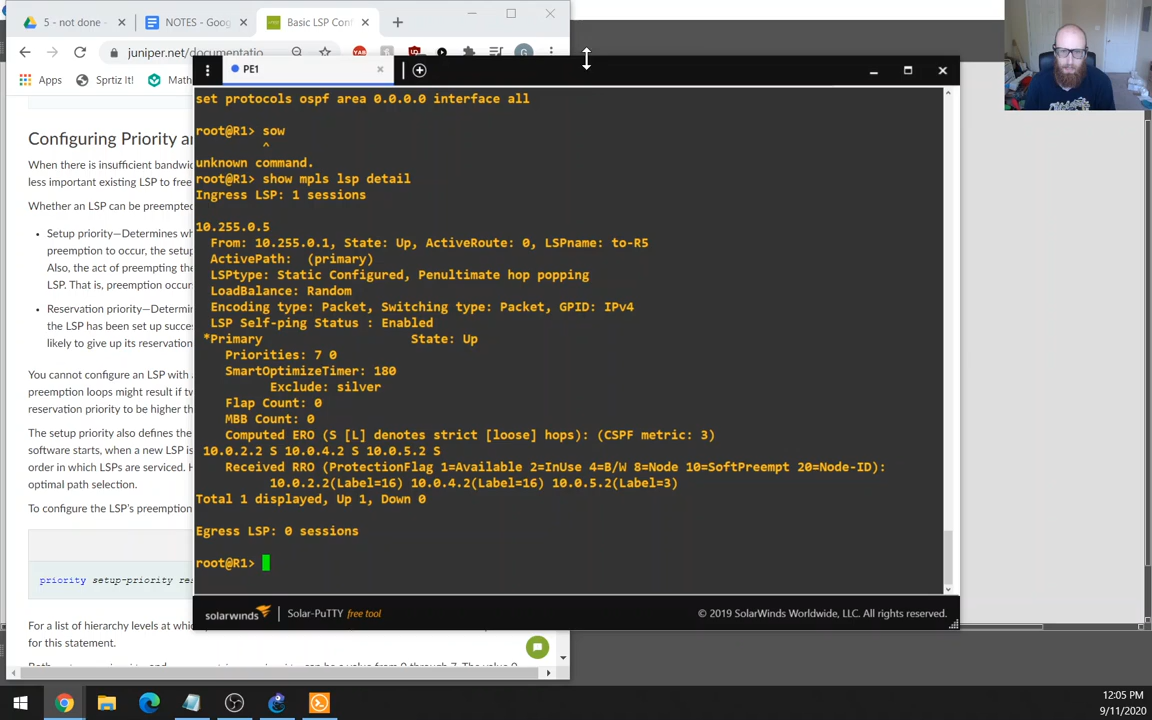 5 - not done -
NOTES - Goog
Basic LSP Con
juniper.net/documentatio
Apps
Spritz It!
Math
PE1
Configuring Priority an
When there is insufficient bandwi
less important existing LSP to free
Whether an LSP can be preempte
Setup priority—Determines wh
preemption to occur, the setup
Also, the act of preempting the
LSP. That is, preemption occur
Reservation priority—Determin
the LSP has been set up succes
likely to give up its reservation
You cannot configure an LSP with
preemption loops might result if tw
reservation priority to be higher th
The setup priority also defines the
software starts, when a new LSP is
order in which LSPs are serviced. H
optimal path selection.
To configure the LSP's preemption
priority setup-priority res
For a list of hierarchy levels at whic
for this statement.
set protocols ospf area 0.0.0.0 interface all
root@R1> sow
^
unknown command.
root@R1> show mpls lsp detail
Ingress LSP: 1 sessions
10.255.0.5
From: 10.255.0.1, State: Up, ActiveRoute: 0, LSPname: to-R5
ActivePath: (primary)
LSPtype: Static Configured, Penultimate hop popping
LoadBalance: Random
Encoding type: Packet, Switching type: Packet, GPID: IPv4
LSP Self-ping Status : Enabled
*Primary State: Up
Priorities: 7 0
SmartOptimizeTimer: 180
Exclude: silver
Flap Count: 0
MBB Count: 0
Computed ERO (S [L] denotes strict [loose] hops): (CSPF metric: 3)
10.0.2.2 S 10.0.4.2 S 10.0.5.2 S
Received RRO (ProtectionFlag 1=Available 2=InUse 4=B/W 8=Node 10=SoftPreempt 20=Node-ID):
10.0.2.2(Label=16) 10.0.4.2(Label=16) 10.0.5.2(Label=3)
Total 1 displayed, Up 1, Down 0
Egress LSP: 0 sessions
root@R1>
solarwinds
Solar-PuTTY free tool
© 2019 SolarWinds Worldwide, LLC. All rights reserved.
12:05 PM
9/11/2020